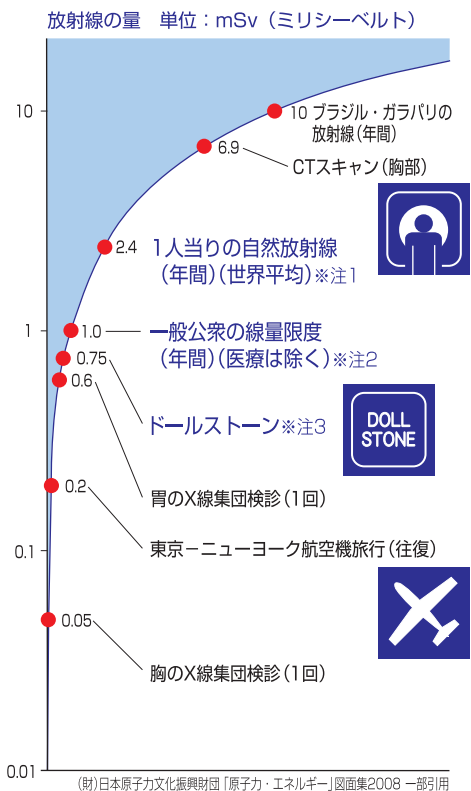 放射線の量　単位：mSv（ミリシーベルト）
10
10 ブラジル・ガラパリの
放射線（年間）
6.9
CTスキャン（胸部）
2.4
1人当りの自然放射線
（年間）（世界平均）※注1
1
1.0
一般公衆の線量限度
（年間）（医療は除く）※注2
0.75
0.6
ドールストーン※注3
DOLL
STONE
0.2
胃のX線集団検診（1回）
東京－ニューヨーク航空機旅行（往復）
0.1
0.05
胸のX線集団検診（1回）
0.01
（財）日本原子力文化振興財団「原子力・エネルギー」図面集2008 一部引用